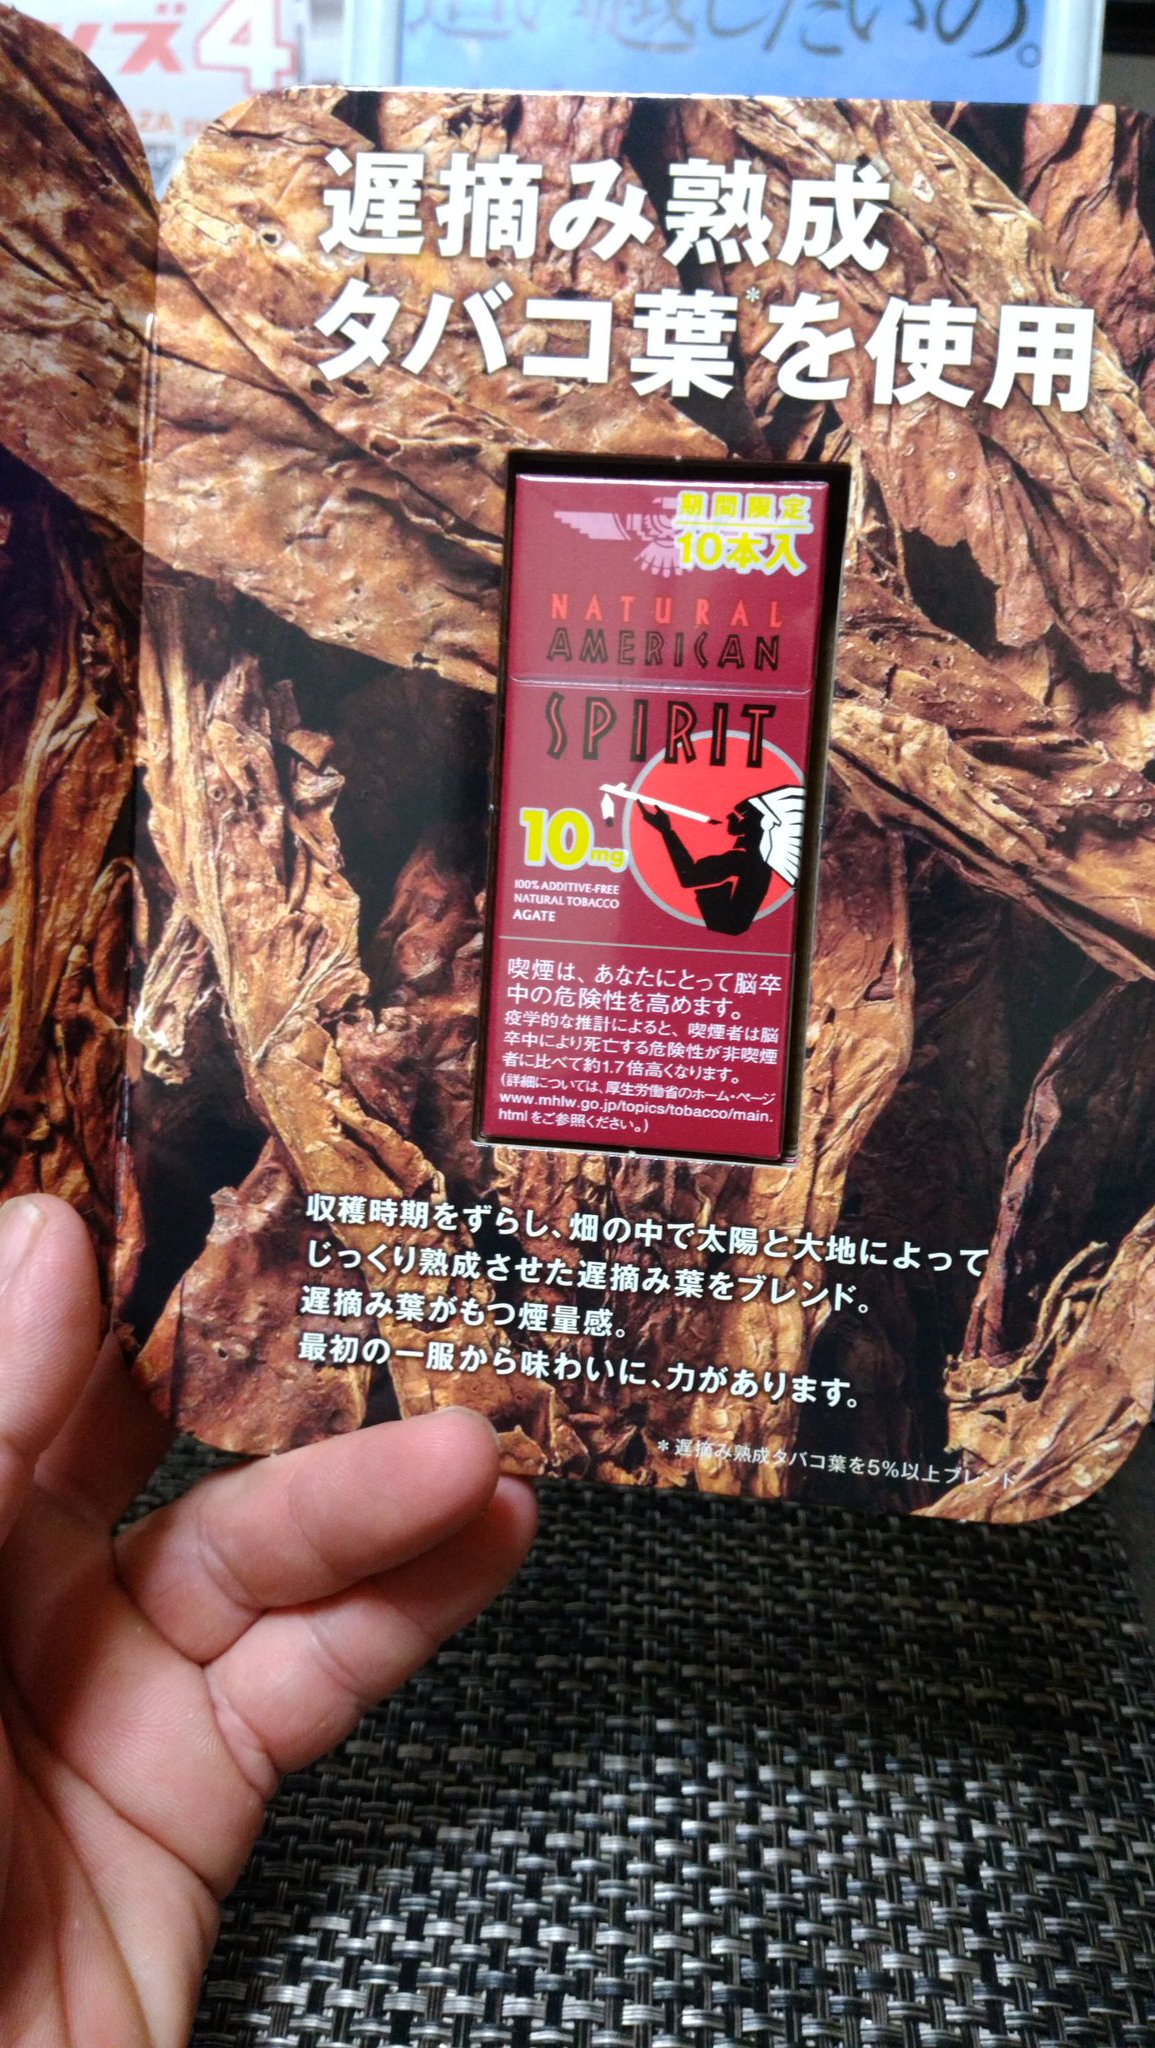 ンズ4
したいの。
遅摘み熟成
タバコ葉*を使用
期間限定
10本入
NATURAL
AMERICAN
SPIRIT
10mg
100% ADDITIVE-FREE
NATURAL TOBACCO
AGATE
喫煙は、あなたにとって脳卒
中の危険性を高めます。
疫学的な推計によると、喫煙者は脳
卒中により死亡する危険性が非喫煙
者に比べて約1.7倍高くなります。
(詳細については、厚生労働省のホーム・ページ
www.mhlw.go.jp/topics/tobacco/main.
htmlをご参照ください。)
収穫時期をずらし、畑の中で太陽と大地によって
じっくり熟成させた遅摘み葉をブレンド。
遅摘み葉がもつ煙量感。
最初の一服から味わいに、力があります。
*遅摘み熟成タバコ葉を5%以上ブレンド